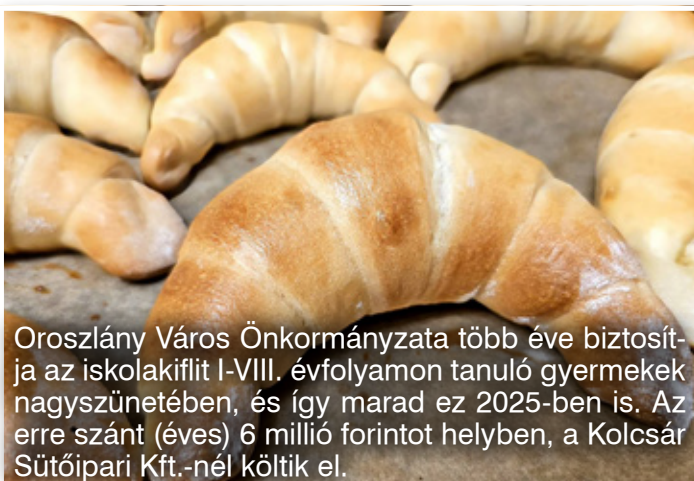 Oroszlány Város Önkormányzata több éve biztosít-
ja az iskolakiflit I-VIII. évfolyamon tanuló gyermekek
nagyszünetében, és így marad ez 2025-ben is. Az
erre szánt (éves) 6 millió forintot helyben, a Kolcsár
Sütőipari Kft.-nél költik el.